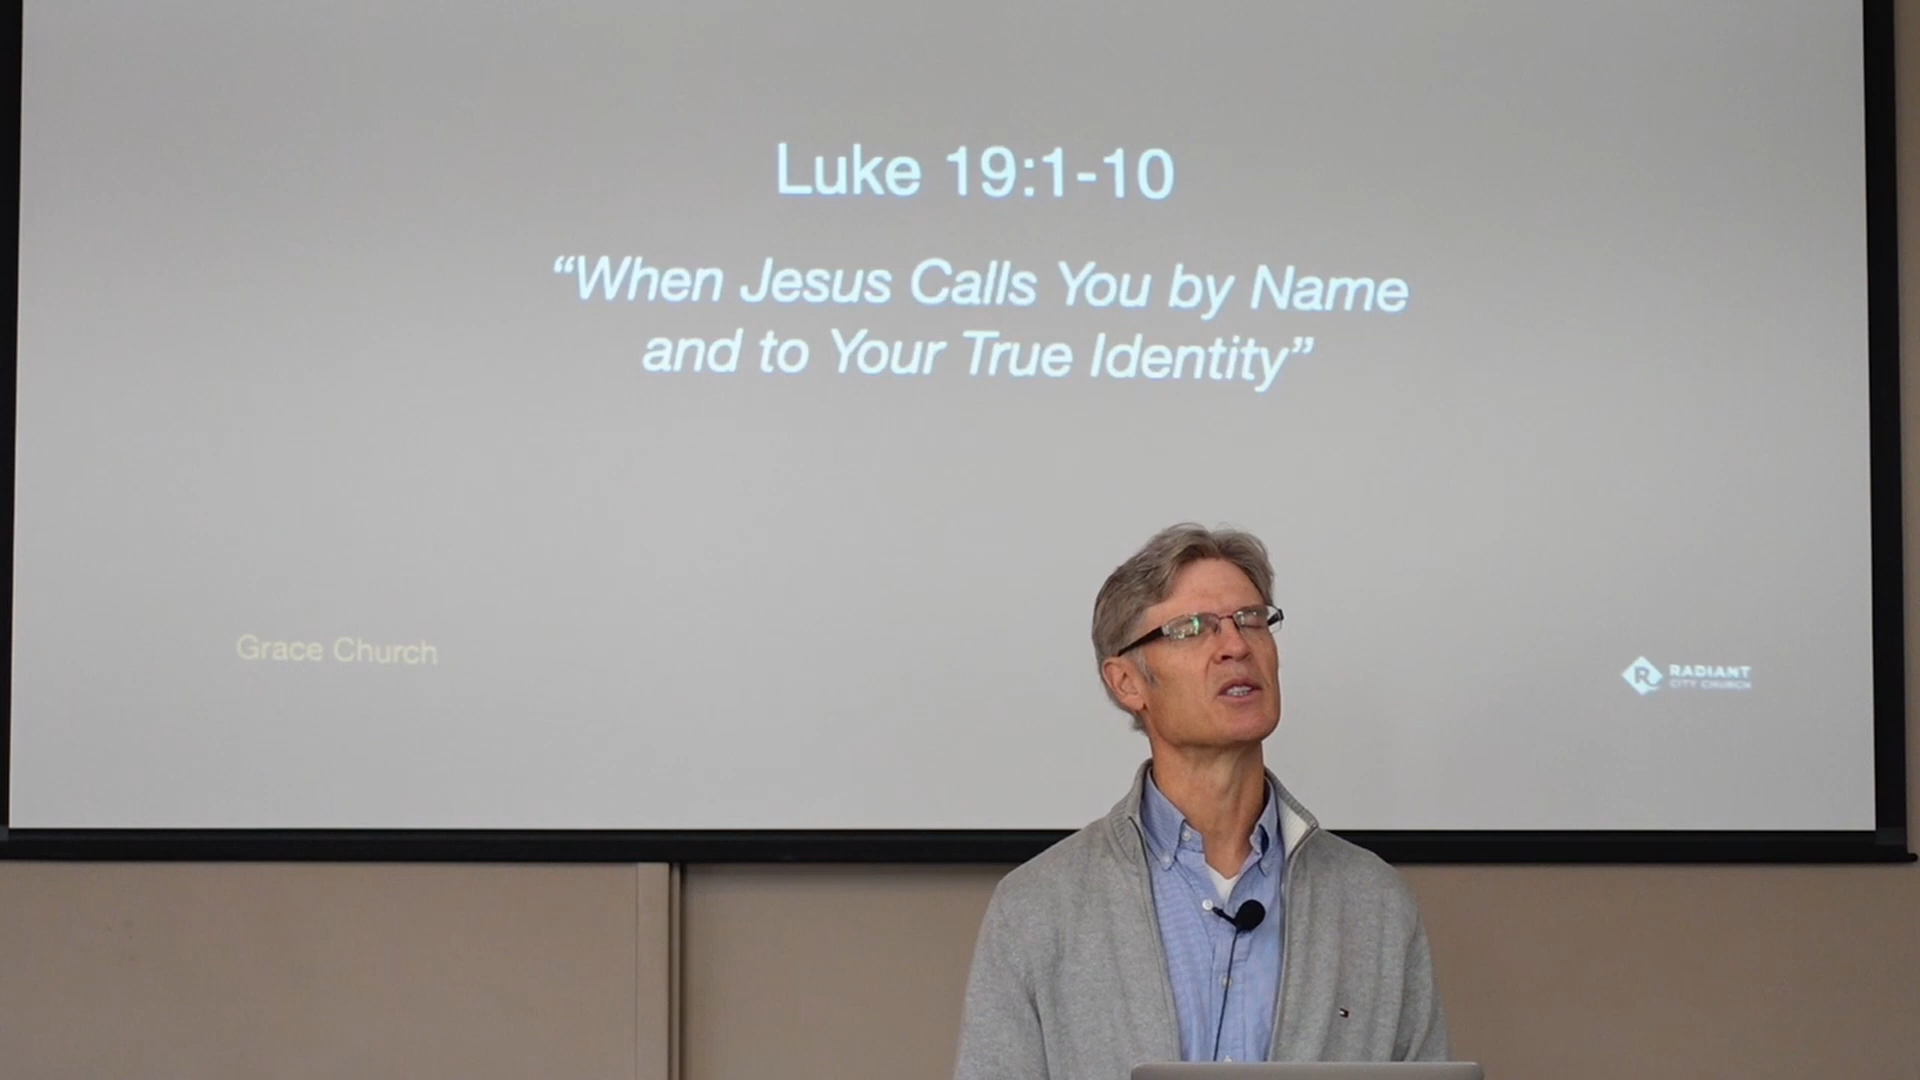 Luke 19:1-10
“When Jesus Calls You by Name
and to Your True Identity”
Grace Church
R
RADIANT
CITY CHURCH